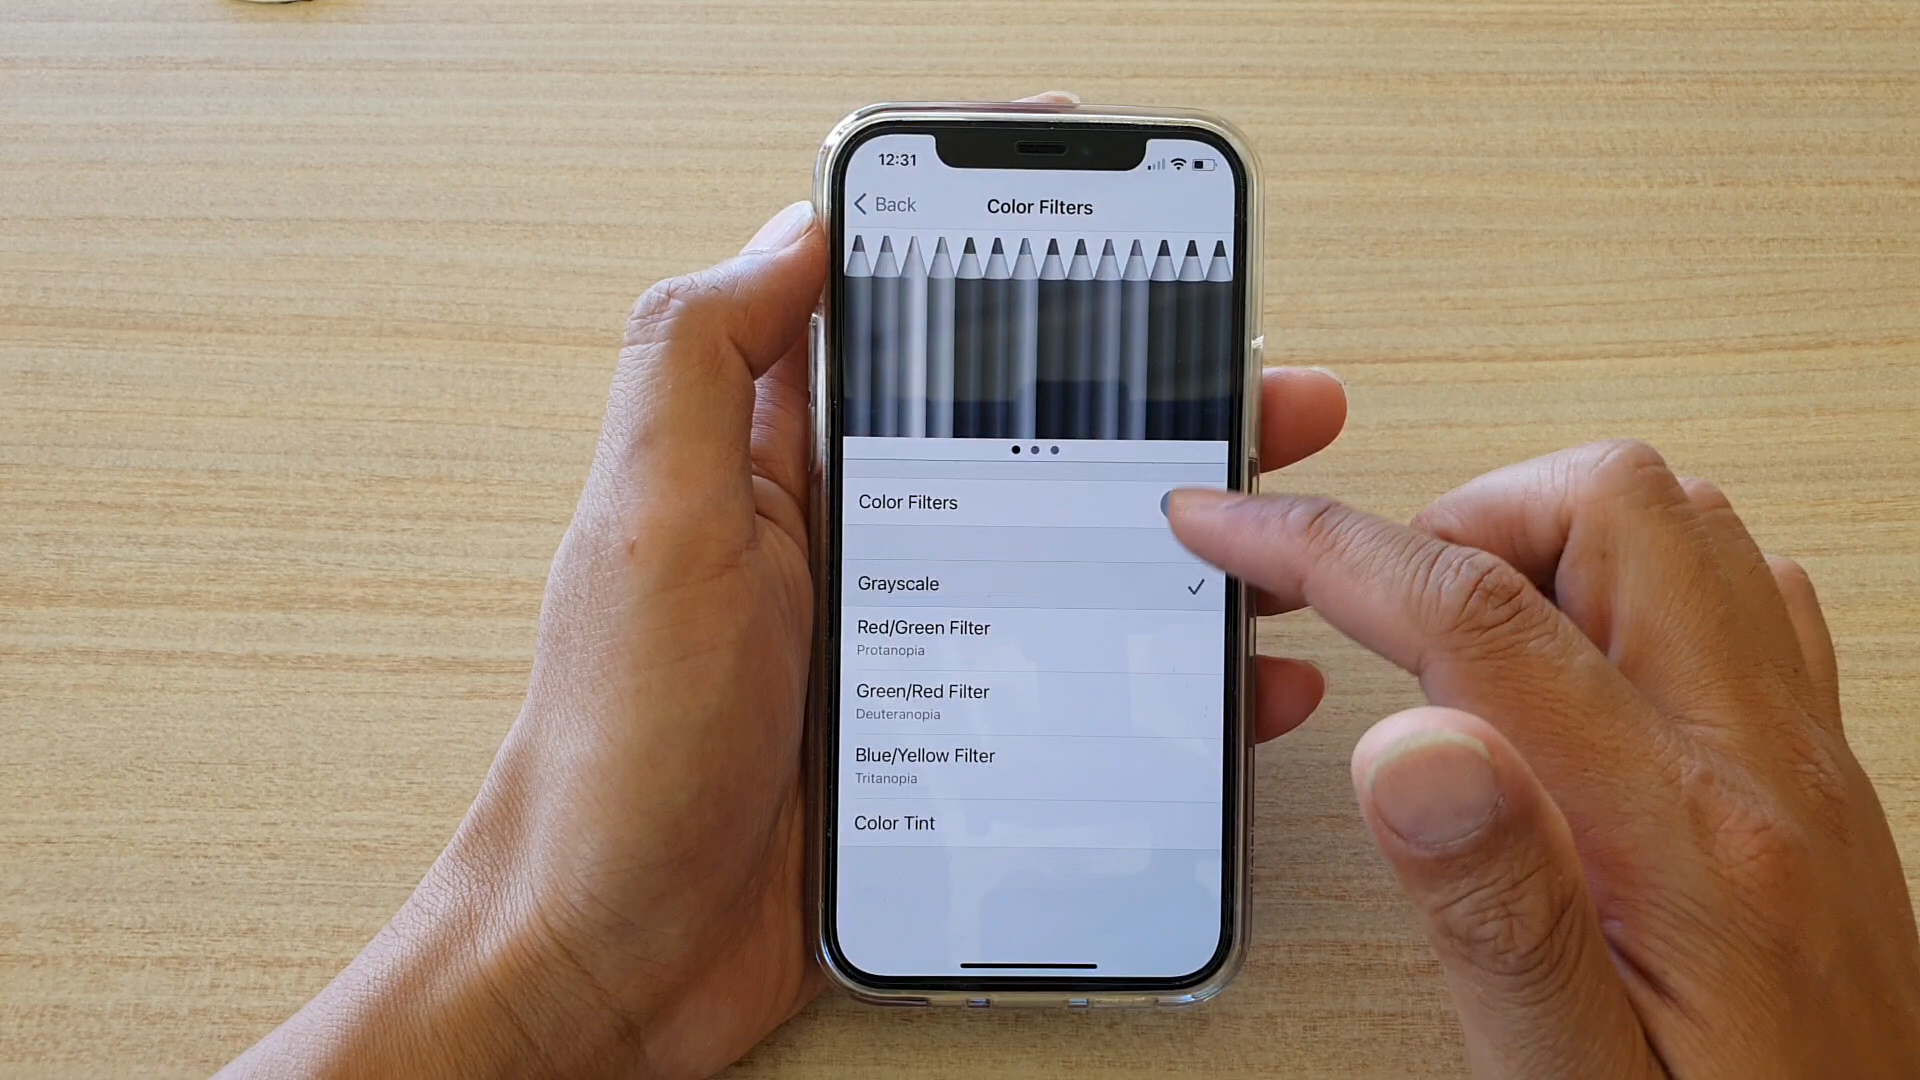 12:31
Back
Color Filters
Color Filters
Grayscale
Red/Green Filter
Protanopia
Green/Red Filter
Deuteranopia
Blue/Yellow Filter
Tritanopia
Color Tint